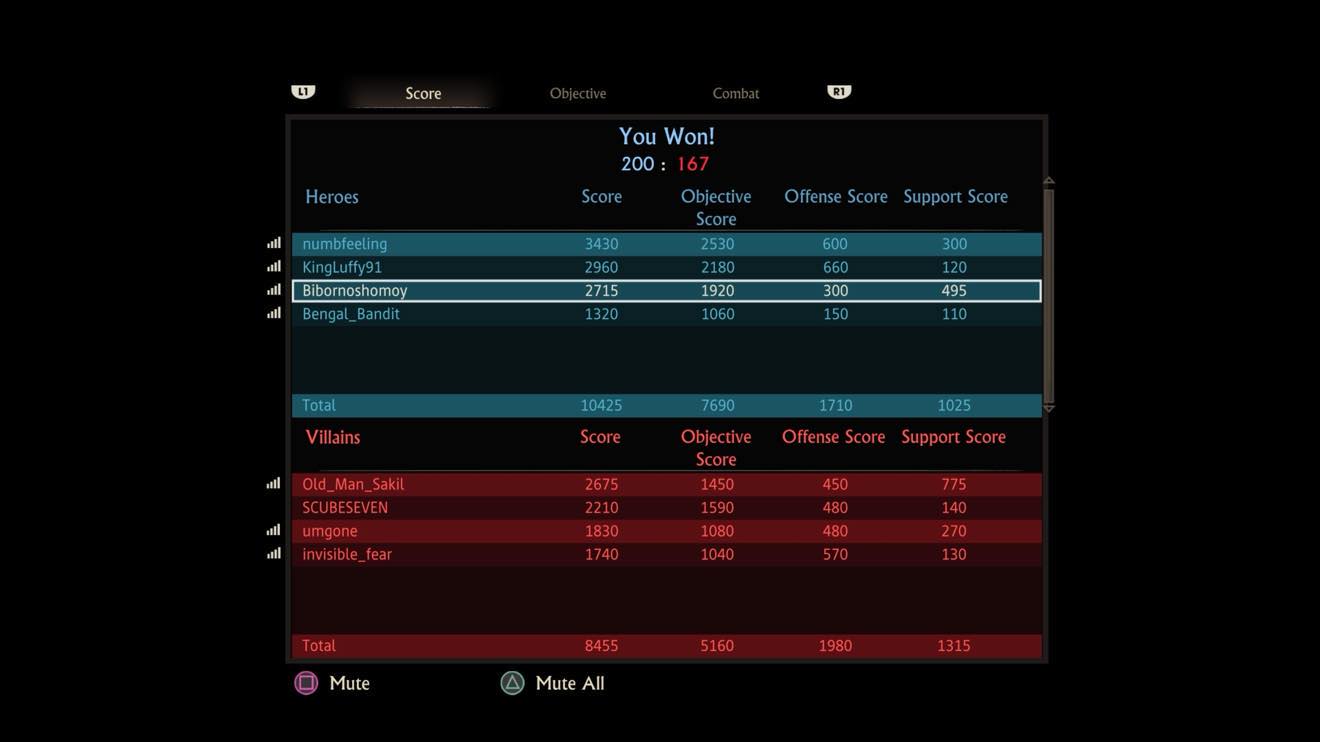 L1 Score Objective Combat R1
You Won!
200 : 167
Heroes Score Objective Score Offense Score Support Score
numbfeeling 3430 2530 600 300
KingLuffy91 2960 2180 660 120
Bibornoshomoy 2715 1920 300 495
Bengal_Bandit 1320 1060 150 110
Total 10425 7690 1710 1025
Villains Score Objective Score Offense Score Support Score
Old_Man_Sakil 2675 1450 450 775
SCUBESEVEN 2210 1590 480 140
umgone 1830 1080 480 270
invisible_fear 1740 1040 570 130
Total 8455 5160 1980 1315
Mute Mute All